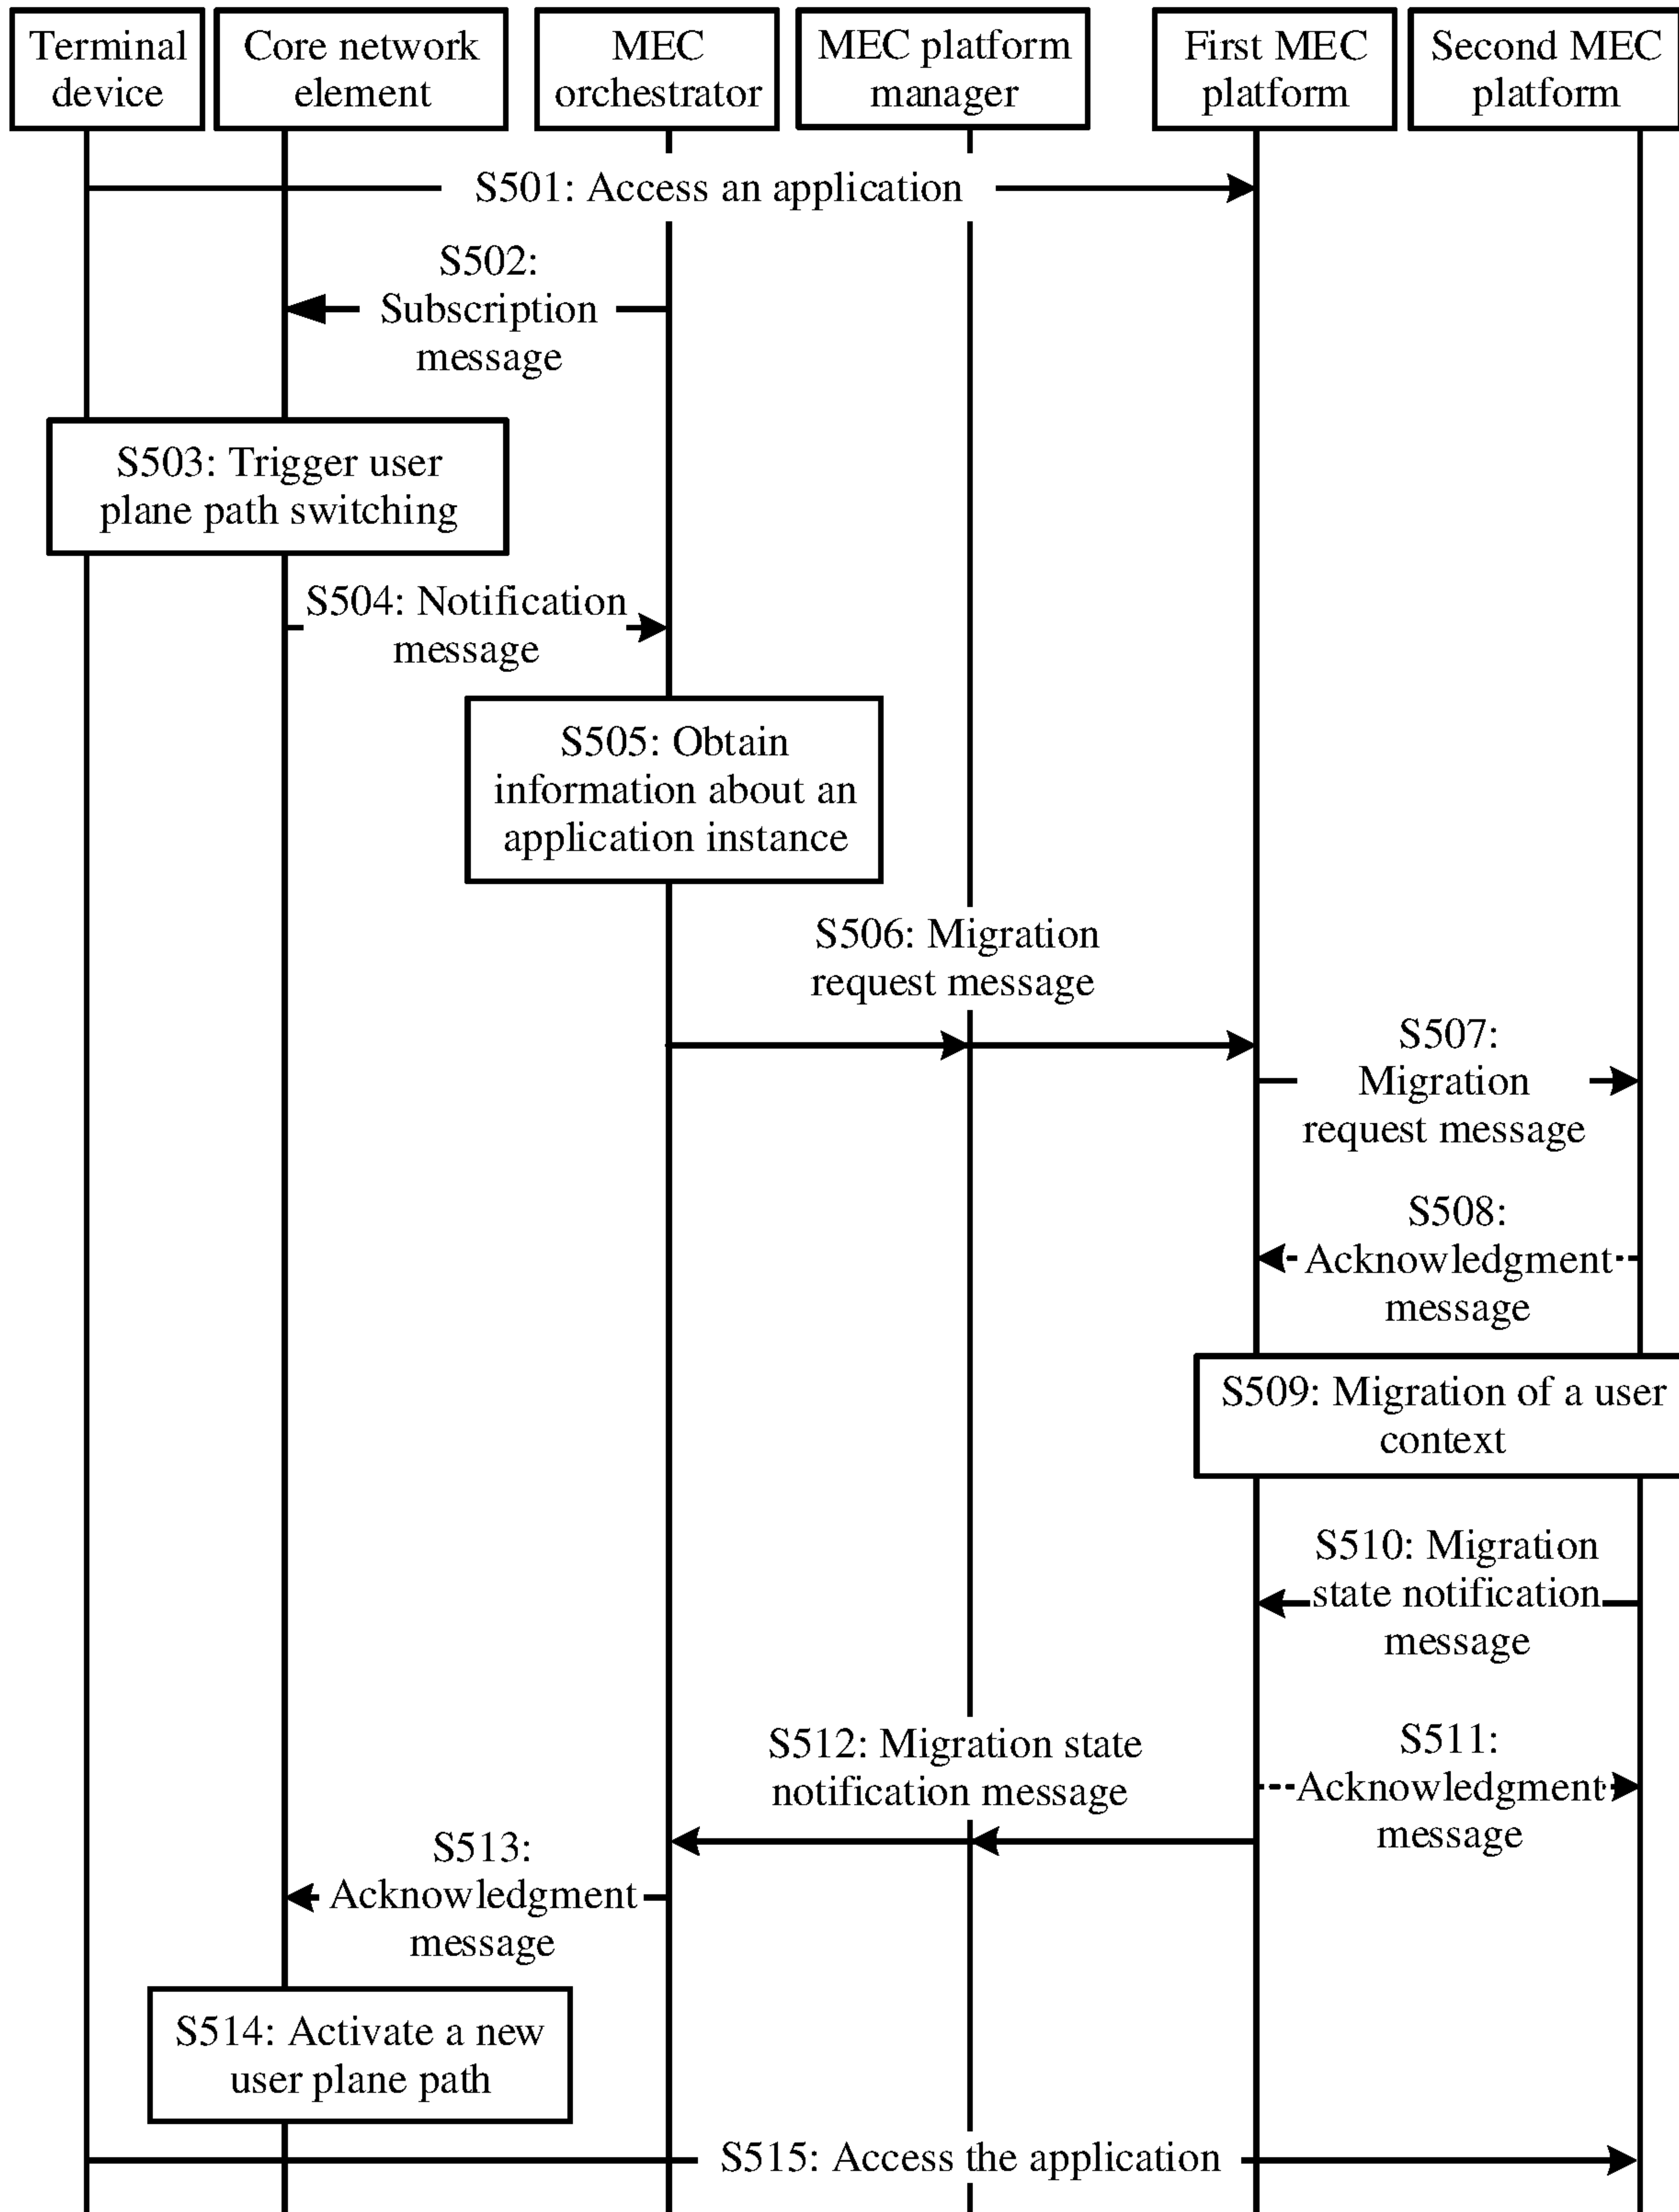 Terminal
device
Core network
element
MEC
orchestrator
MEC platform
manager
First MEC
platform
Second MEC
platform
S501: Access an application
S502:
Subscription
message
S503: Trigger user
plane path switching
S504: Notification
message
S505: Obtain
information about an
application instance
S506: Migration
request message
S507:
Migration
request message
S508:
Acknowledgment
message
S509: Migration of a user
context
S510: Migration
state notification
message
S511:
Acknowledgment
message
S512: Migration state
notification message
S513:
Acknowledgment
message
S514: Activate a new
user plane path
S515: Access the application